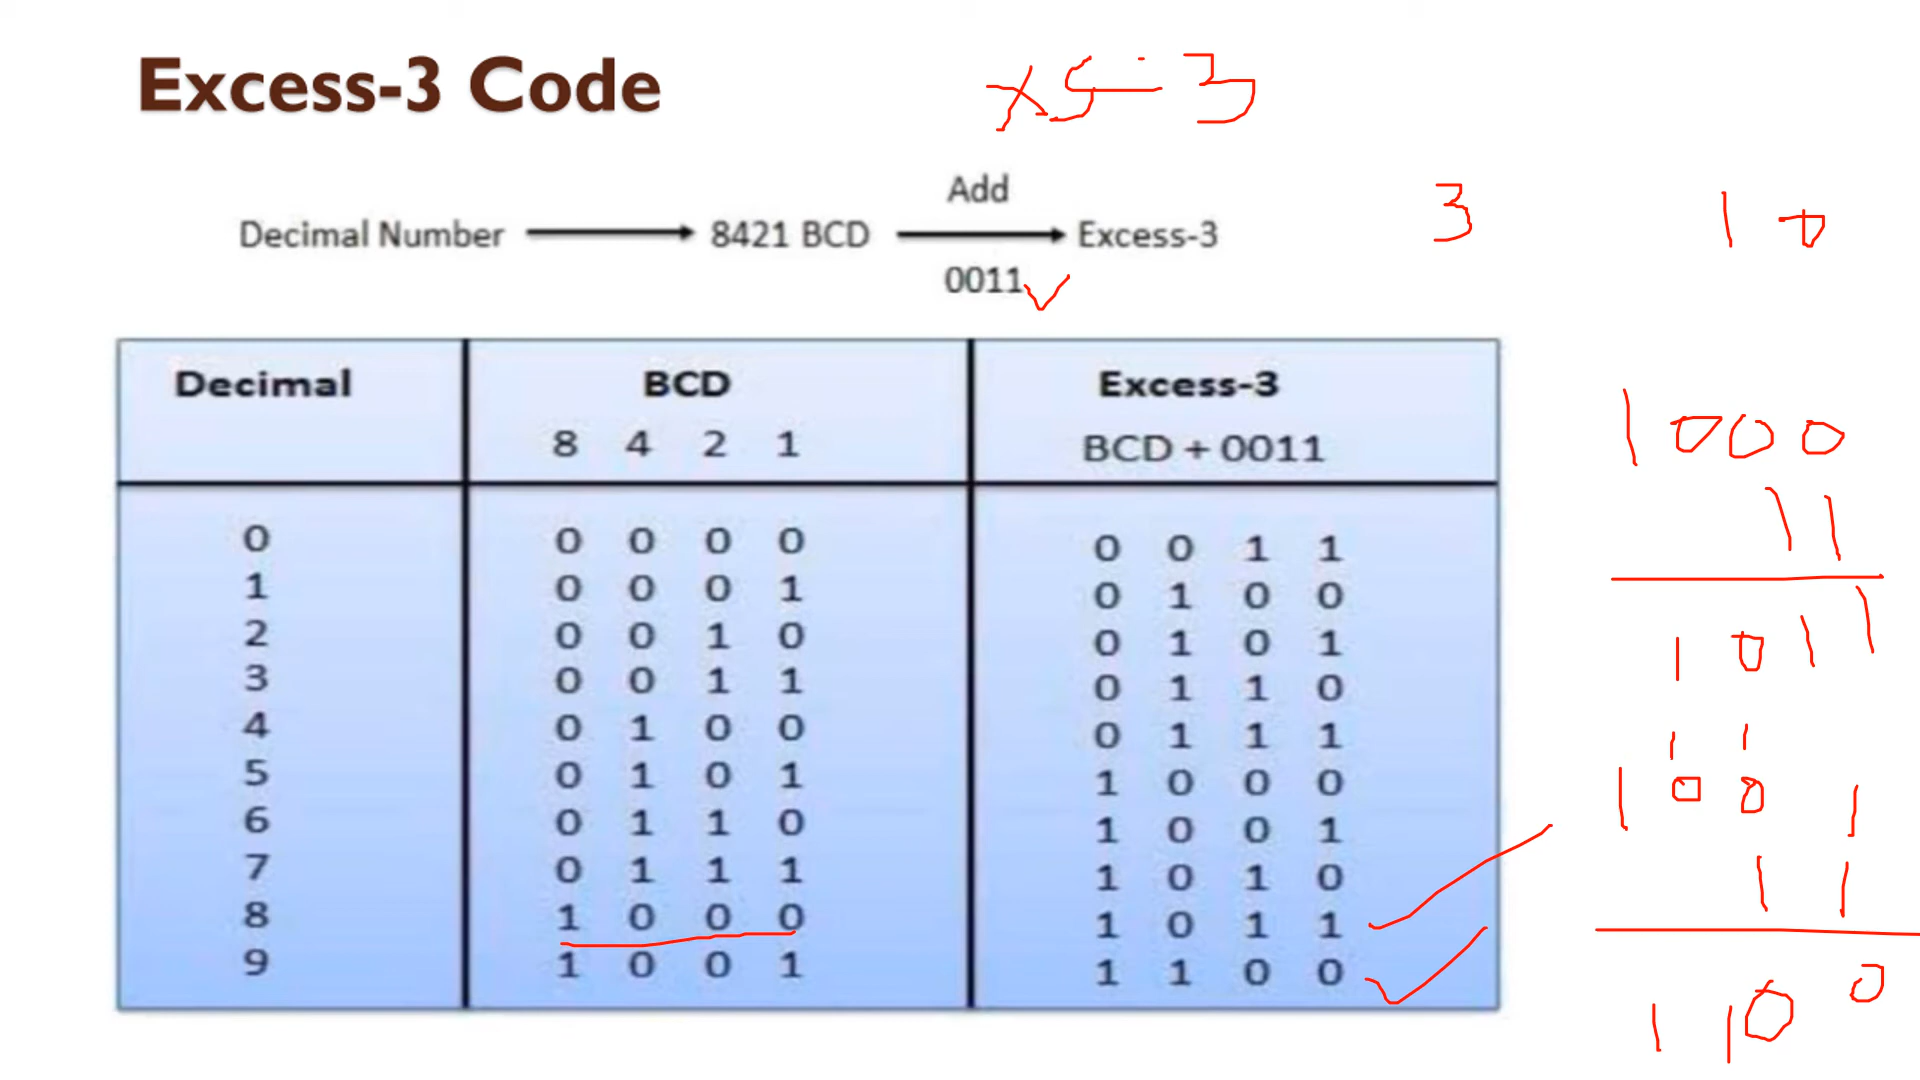 Excess-3 Code
xS-3
Add
Decimal Number 8421 BCD Excess-3
0011
3 10
Decimal BCD Excess-3
8 4 2 1 BCD + 0011
0 0 0 0 0 0 0 1 1
1 0 0 0 1 0 1 0 0
2 0 0 1 0 0 1 0 1
3 0 0 1 1 0 1 1 0
4 0 1 0 0 0 1 1 1
5 0 1 0 1 1 0 0 0
6 0 1 1 0 1 0 0 1
7 0 1 1 1 1 0 1 0
8 1 0 0 0 1 0 1 1
9 1 0 0 1 1 1 0 0
1000
11
1011
1 1
1001
11
1100